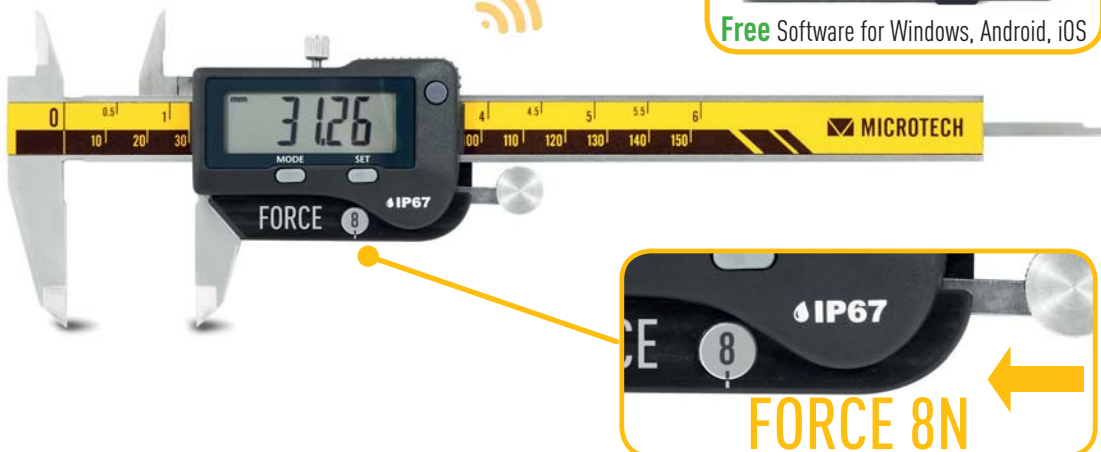 Free Software for Windows, Android, iOS
0 0.5 1 4 4.5 5 5.5 6
10 20 30 100 110 120 130 140 150
MICROTECH
mm 31.26
MODE SET
IP67
FORCE 8
IP67
CE 8
FORCE 8N